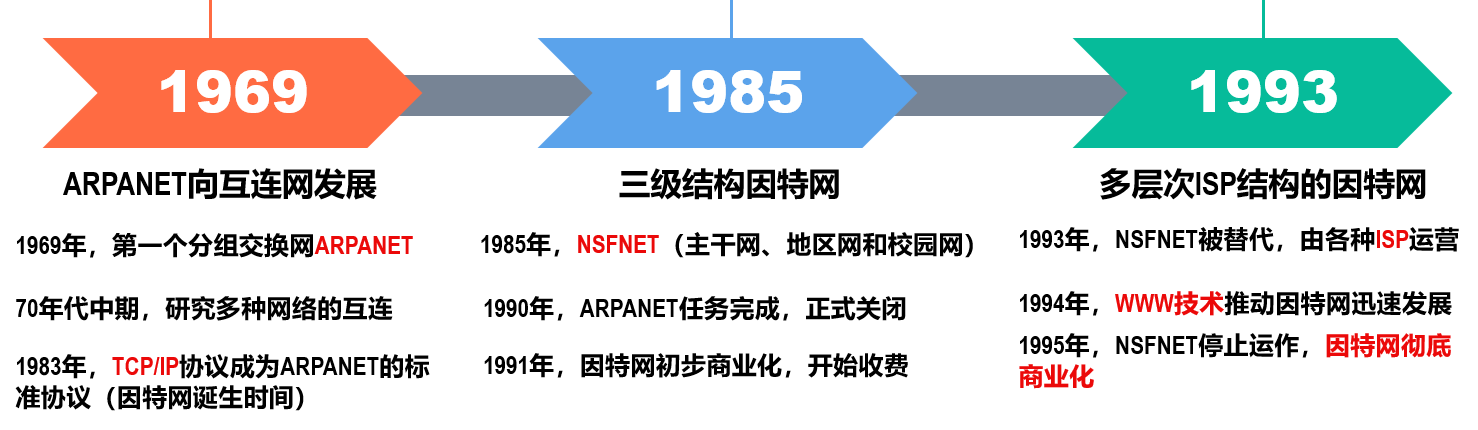 1969
1985
1993
ARPANET向互连网发展
1969年，第一个分组交换网ARPANET
70年代中期，研究多种网络的互连
1983年，TCP/IP协议成为ARPANET的标
准协议（因特网诞生时间）
三级结构因特网
1985年，NSFNET（主干网、地区网和校园网）
1990年，ARPANET任务完成，正式关闭
1991年，因特网初步商业化，开始收费
多层次ISP结构的因特网
1993年，NSFNET被替代，由各种ISP运营
1994年，WWW技术推动因特网迅速发展
1995年，NSFNET停止运作，因特网彻底
商业化